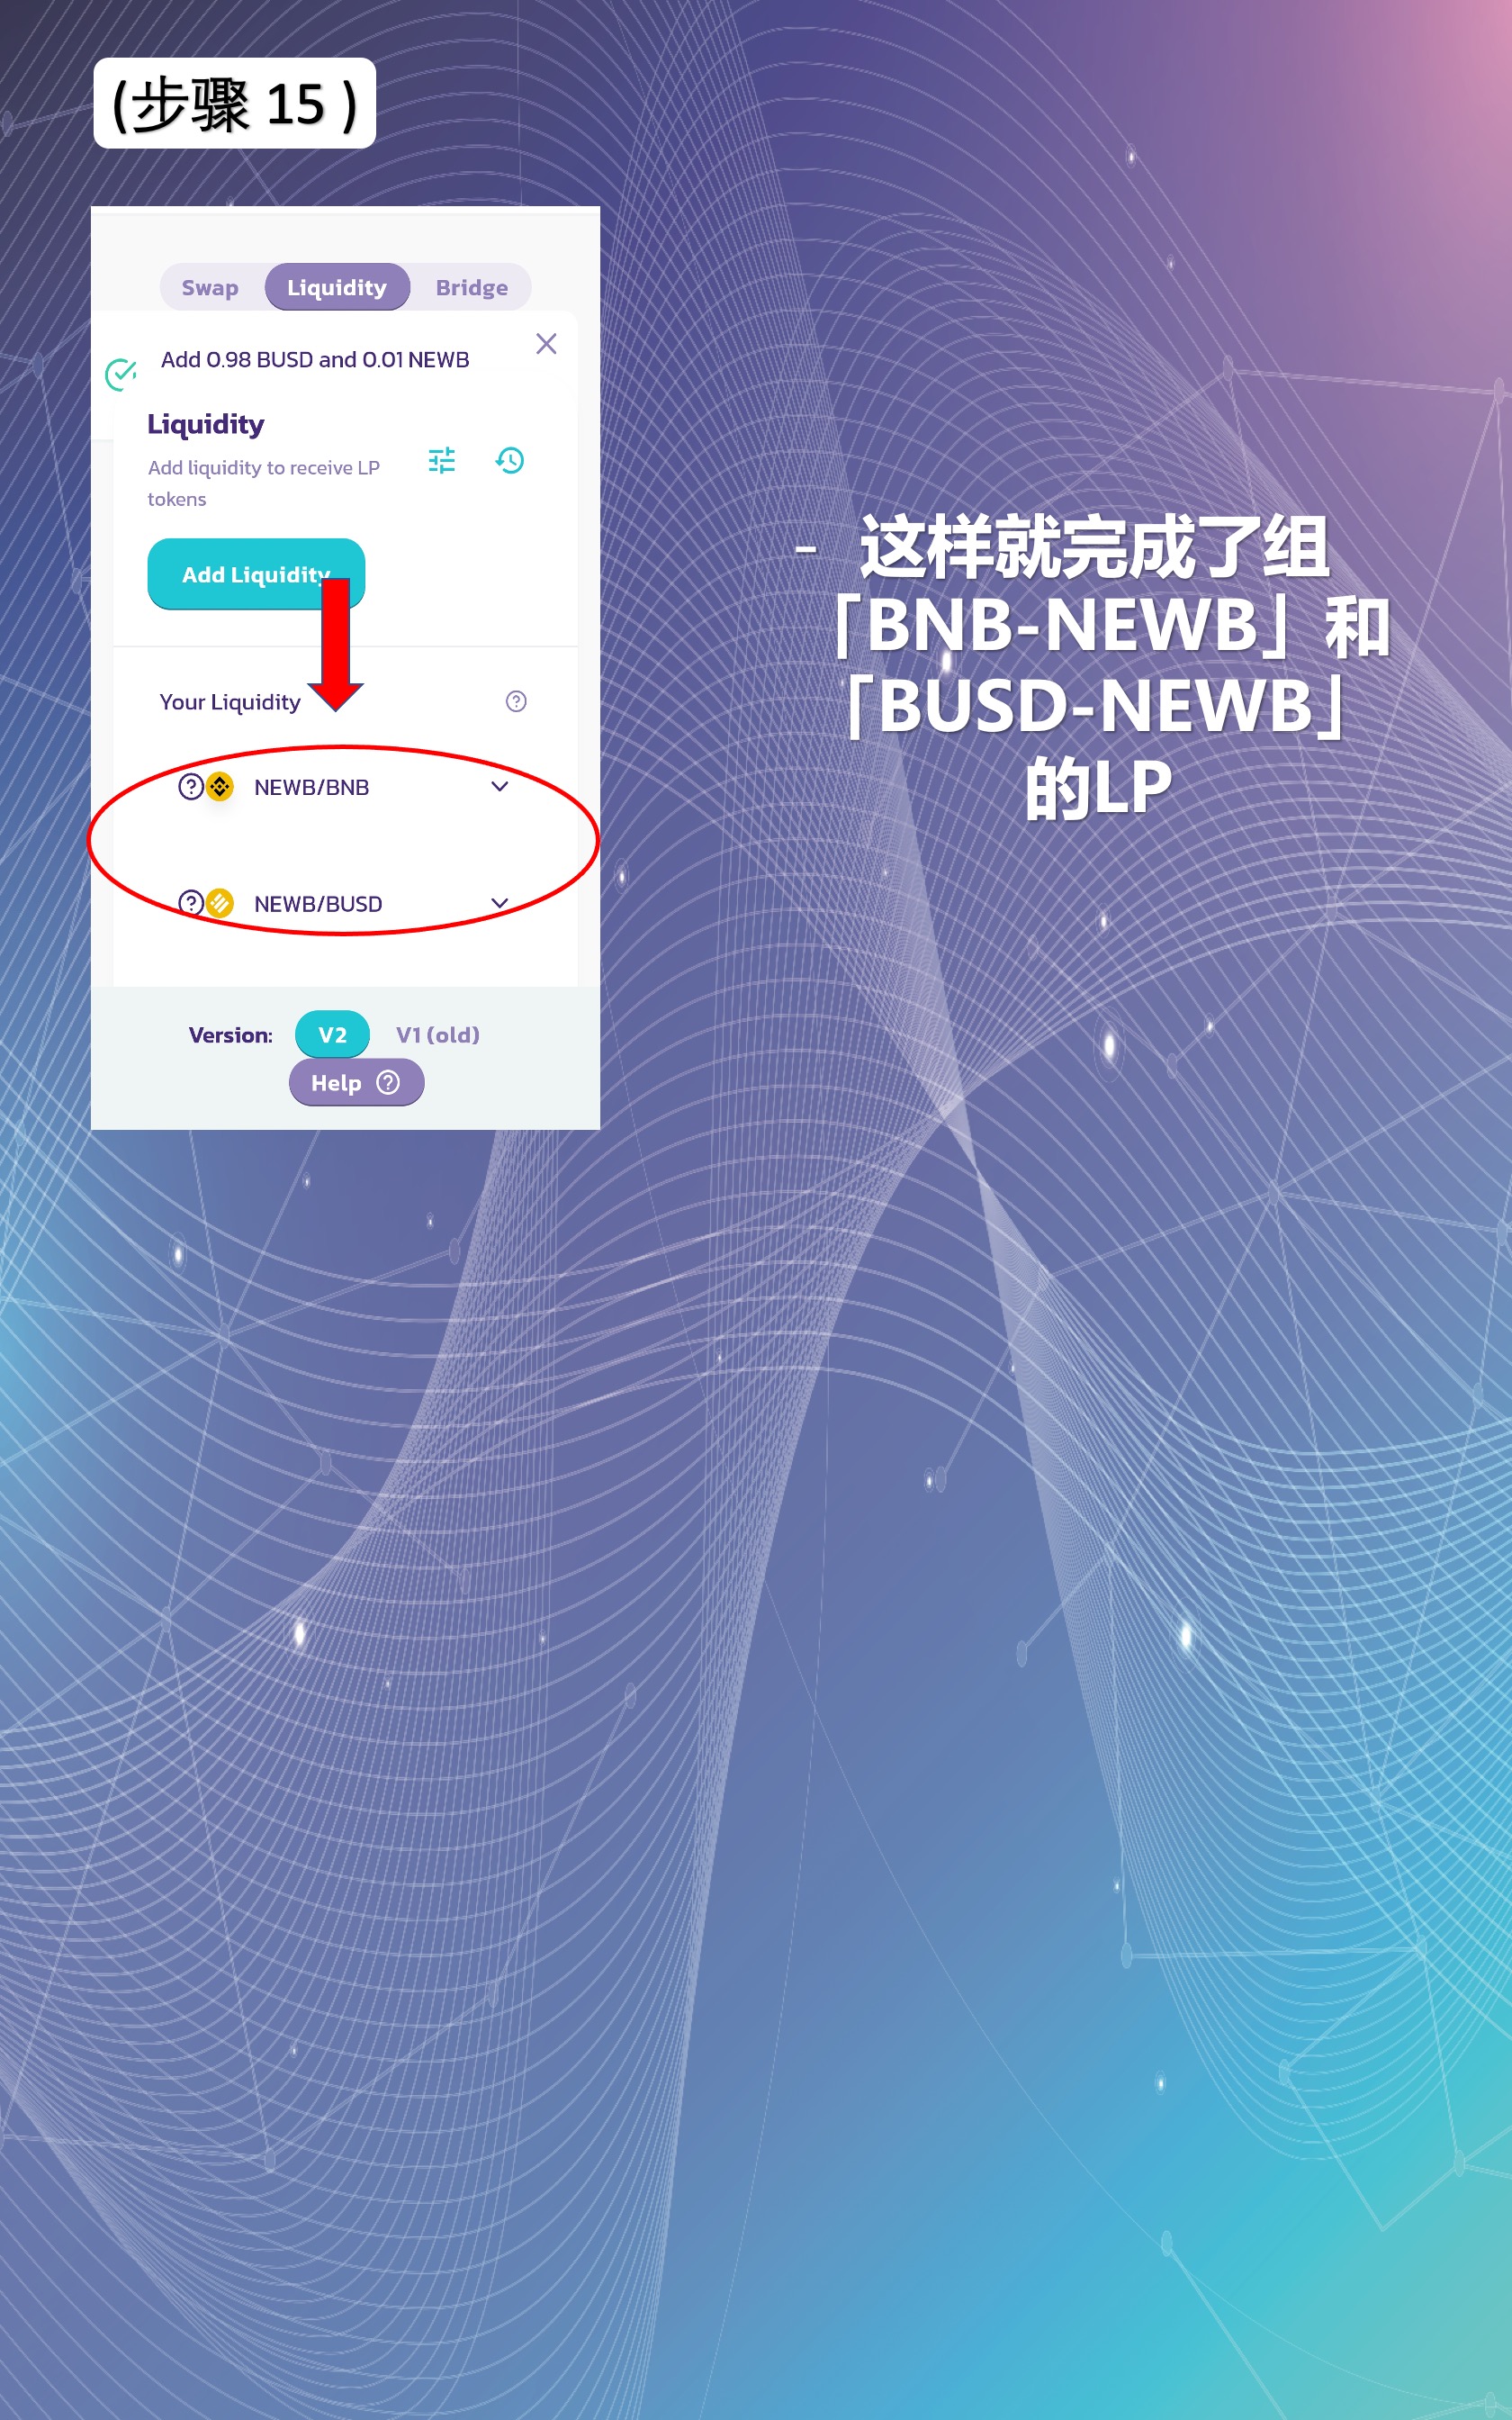 (步骤 15 )
Swap Liquidity Bridge
Add 0.98 BUSD and 0.01 NEWB
Liquidity
Add liquidity to receive LP
tokens
Add Liquidity
Your Liquidity
NEWB/BNB
NEWB/BUSD
Version: V2 V1 (old)
Help
- 这样就完成了组
「BNB-NEWB」和
「BUSD-NEWB」
的LP